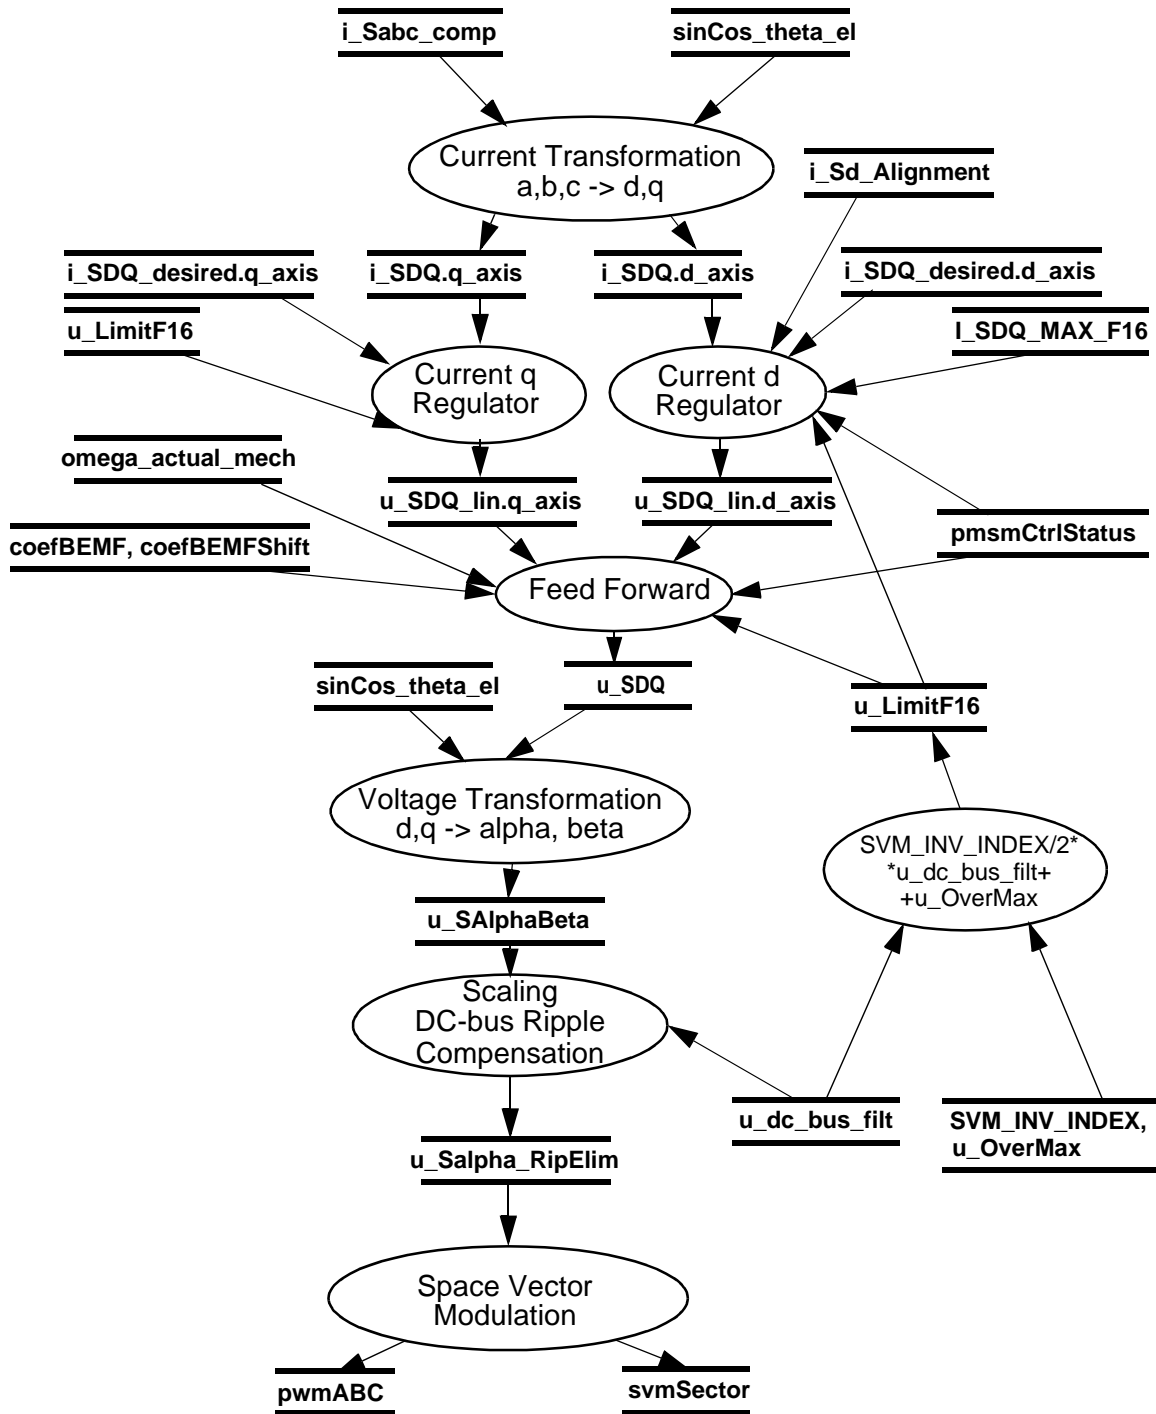 i_Sabc_comp
sinCos_theta_el
Current Transformation
a,b,c -> d,q
i_Sd_Alignment
i_SDQ_desired.q_axis
i_SDQ.q_axis
i_SDQ.d_axis
i_SDQ_desired.d_axis
u_LimitF16
I_SDQ_MAX_F16
Current q
Regulator
Current d
Regulator
omega_actual_mech
u_SDQ_lin.q_axis
u_SDQ_lin.d_axis
coefBEMF, coefBEMFShift
pmsmCtrlStatus
Feed Forward
sinCos_theta_el
u_SDQ
u_LimitF16
Voltage Transformation
d,q -> alpha, beta
SVM_INV_INDEX/2*
*u_dc_bus_filt+
+u_OverMax
u_SAlphaBeta
Scaling
DC-bus Ripple
Compensation
u_dc_bus_filt
SVM_INV_INDEX,
u_OverMax
u_Salpha_RipElim
Space Vector
Modulation
pwmABC
svmSector